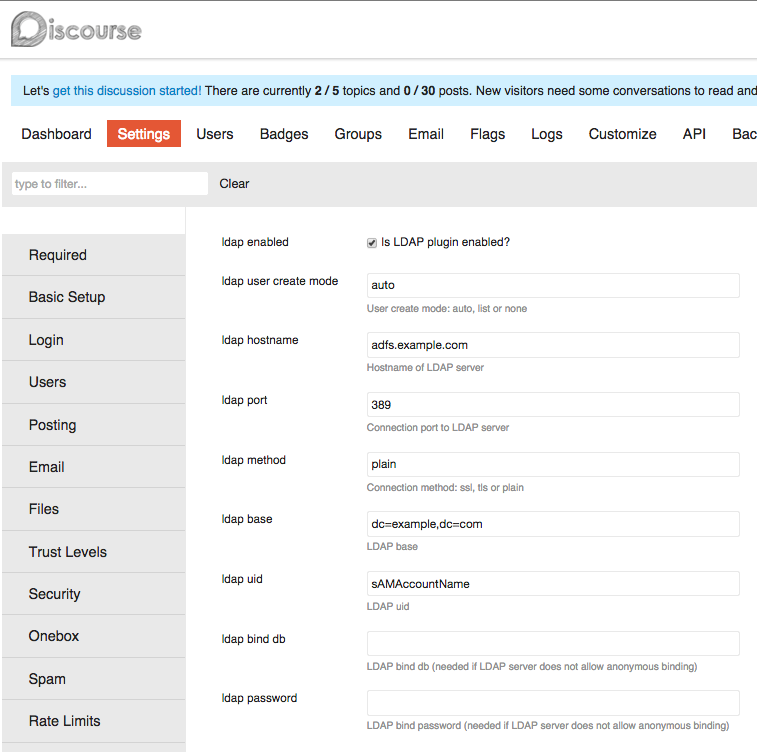 Discourse
Let's get this discussion started! There are currently 2 / 5 topics and 0 / 30 posts. New visitors need some conversations to read and
Dashboard Settings Users Badges Groups Email Flags Logs Customize API Bac
type to filter... Clear
ldap enabled Is LDAP plugin enabled?
ldap user create mode auto
User create mode: auto, list or none
ldap hostname adfs.example.com
Hostname of LDAP server
ldap port 389
Connection port to LDAP server
ldap method plain
Connection method: ssl, tls or plain
ldap base dc=example,dc=com
LDAP base
ldap uid sAMAccountName
LDAP uid
ldap bind db
LDAP bind db (needed if LDAP server does not allow anonymous binding)
ldap password
LDAP bind password (needed if LDAP server does not allow anonymous binding)
Required
Basic Setup
Login
Users
Posting
Email
Files
Trust Levels
Security
Onebox
Spam
Rate Limits